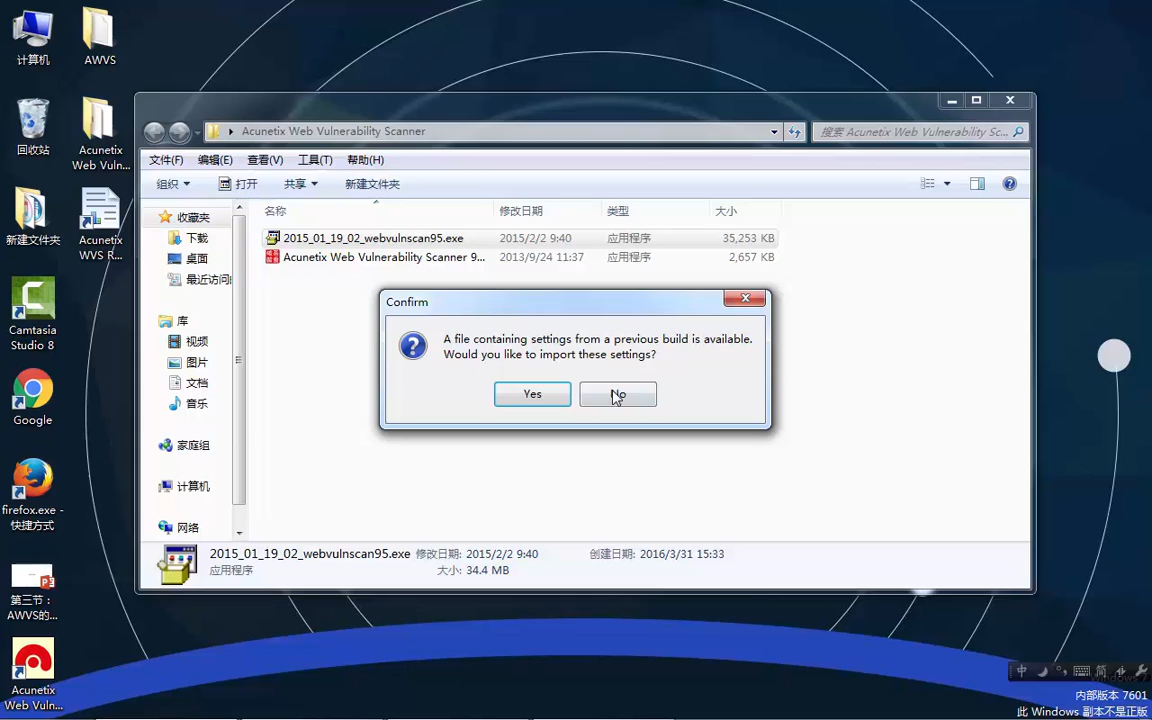 计算机
AWVS
回收站
Acunetix
Web Vuln...
新建文件夹
Acunetix
WVS R...
Camtasia
Studio 8
Google
firefox.exe -
快捷方式
第三节：
AWVS的...
Acunetix
Web Vuln...
Acunetix Web Vulnerability Scanner
搜索 Acunetix Web Vulnerability Sc...
文件(F) 编辑(E) 查看(V) 工具(T) 帮助(H)
组织 打开 共享 新建文件夹
收藏夹
下载
桌面
最近访问
库
视频
图片
文档
音乐
家庭组
计算机
网络
名称 修改日期 类型 大小
2015_01_19_02_webvulnscan95.exe 2015/2/2 9:40 应用程序 35,253 KB
Acunetix Web Vulnerability Scanner 9... 2013/9/24 11:37 应用程序 2,657 KB
Confirm
A file containing settings from a previous build is available.
Would you like to import these settings?
Yes No
2015_01_19_02_webvulnscan95.exe 修改日期: 2015/2/2 9:40 创建日期: 2016/3/31 15:33
应用程序 大小: 34.4 MB
中 简
内部版本 7601
此 Windows 副本不是正版